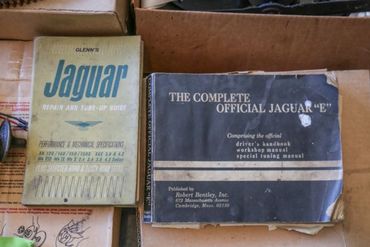 GLENN'S
Jaguar
REPAIR AND TUNE-UP GUIDE
PERFORMANCE & MECHANICAL SPECIFICATIONS
THE COMPLETE
OFFICIAL JAGUAR "E"
Comprising the official
driver's handbook
workshop manual
special tuning manual
Published by
Robert Bentley, Inc.
872 Massachusetts Avenue
Cambridge, Mass. 02139